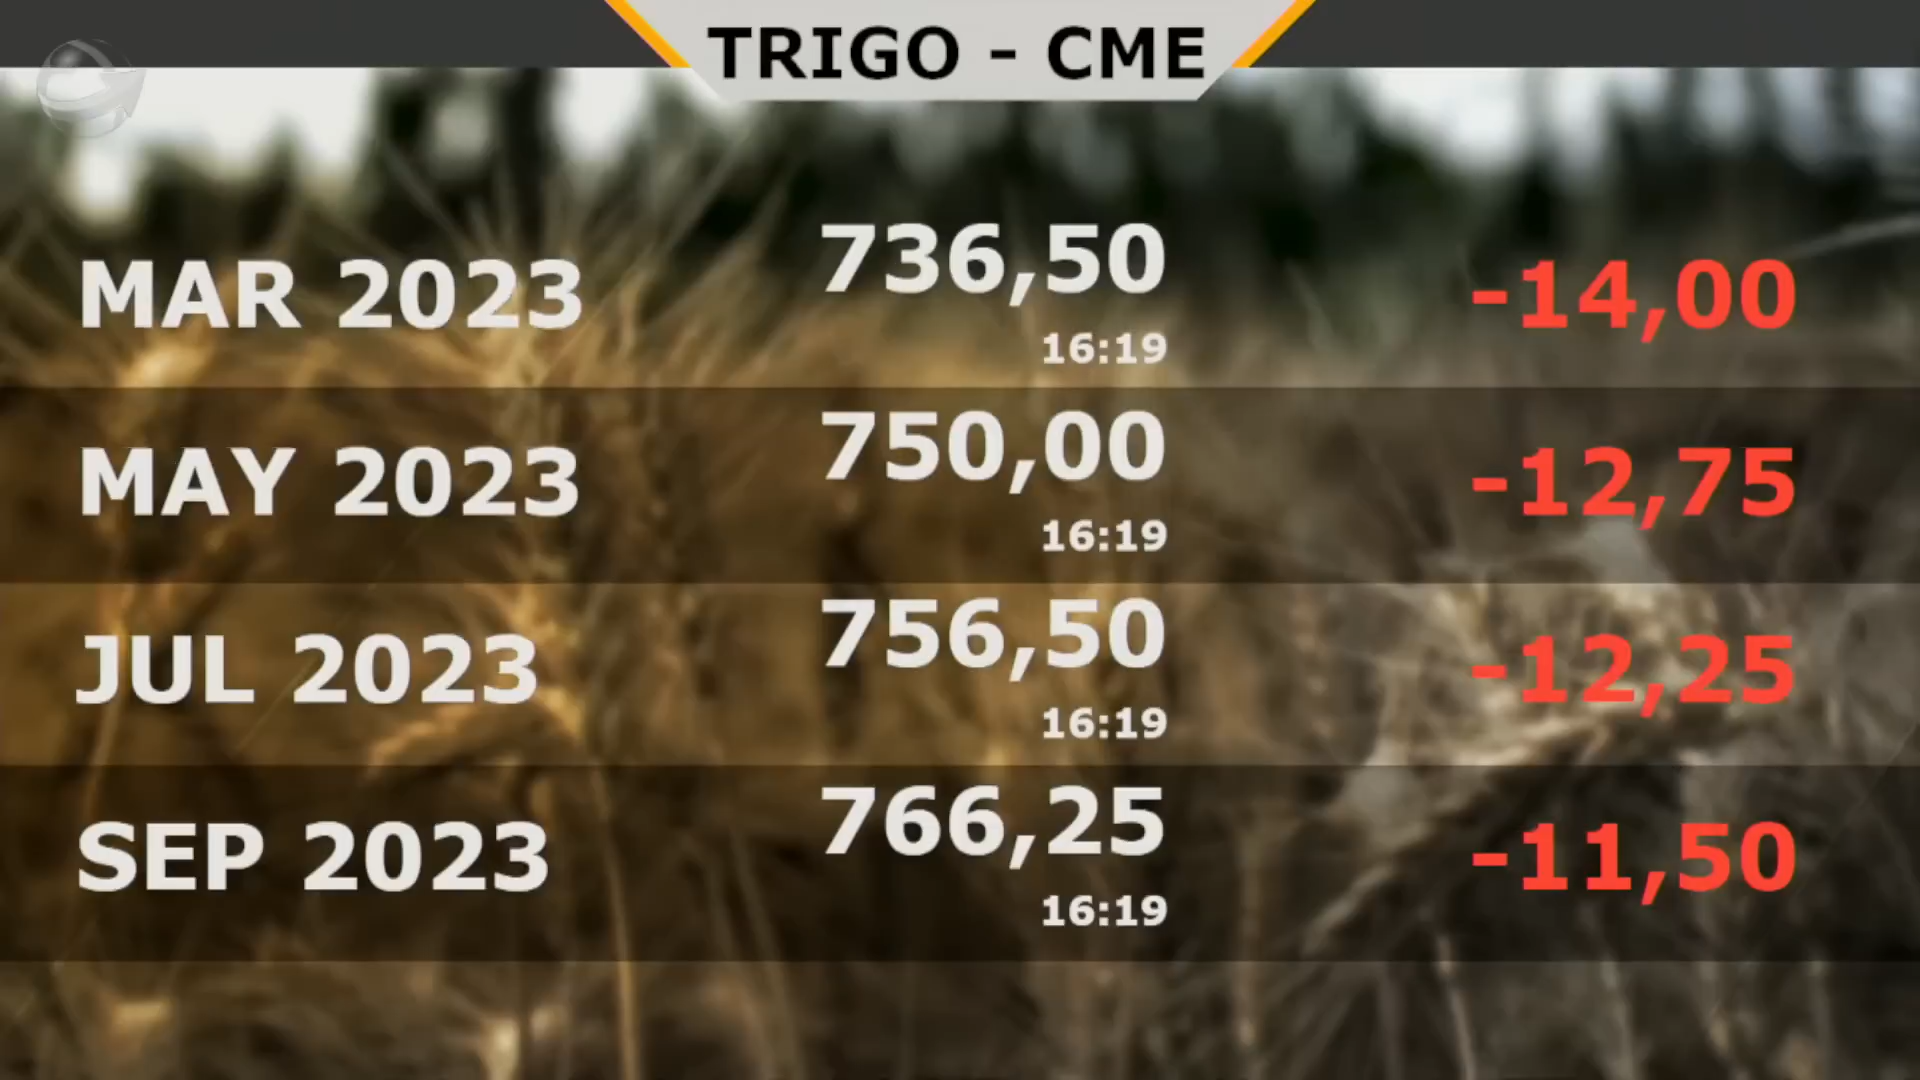 TRIGO - CME
MAR 2023 736,50 -14,00
16:19
MAY 2023 750,00 -12,75
16:19
JUL 2023 756,50 -12,25
16:19
SEP 2023 766,25 -11,50
16:19